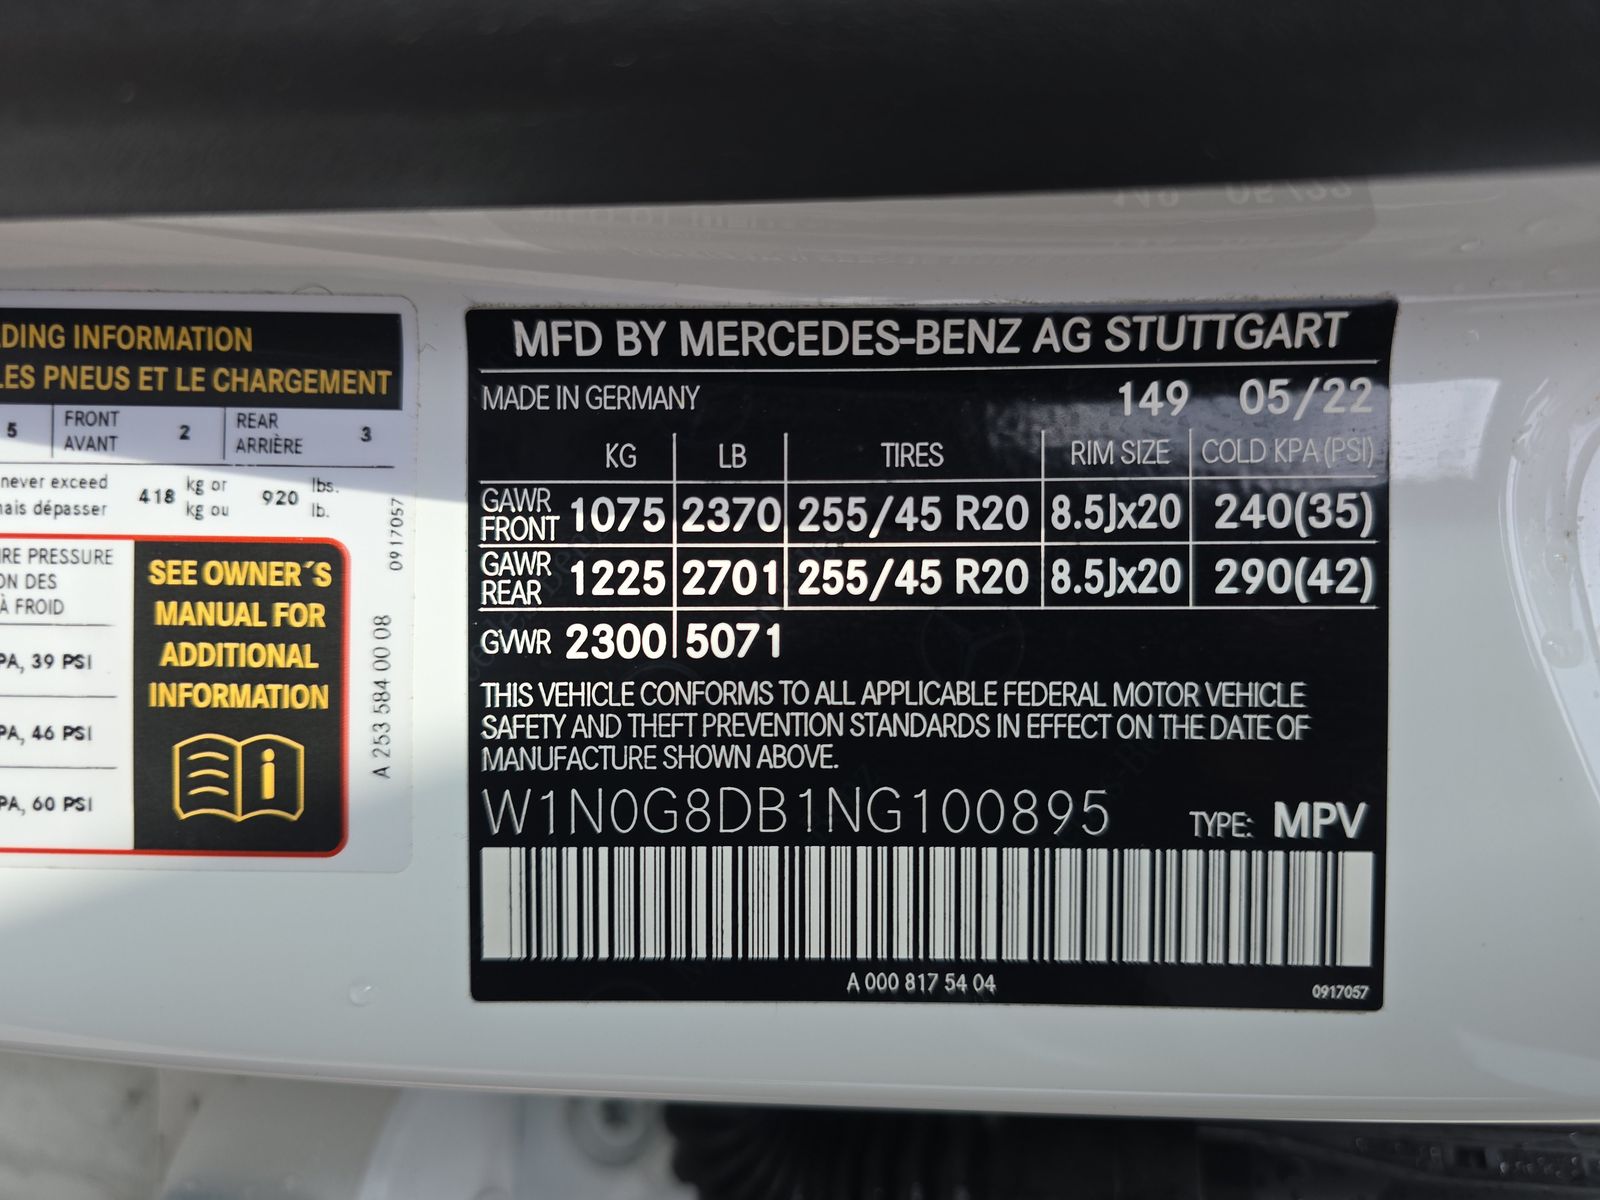 DING INFORMATION
LES PNEUS ET LE CHARGEMENT
5 FRONT AVANT 2 REAR ARRIÈRE 3
never exceed
mais dépasser
418 kg or kg ou 920 lbs. lb.
0917057
RE PRESSURE
ON DES
À FROID
PA, 39 PSI
PA, 46 PSI
PA, 60 PSI
SEE OWNER´S
MANUAL FOR
ADDITIONAL
INFORMATION
A 253 584 00 08
MFD BY MERCEDES-BENZ AG STUTTGART
MADE IN GERMANY 149 05/22
KG LB TIRES RIM SIZE COLD KPA(PSI)
GAWR FRONT 1075 2370 255/45 R20 8.5Jx20 240(35)
GAWR REAR 1225 2701 255/45 R20 8.5Jx20 290(42)
GVWR 2300 5071
THIS VEHICLE CONFORMS TO ALL APPLICABLE FEDERAL MOTOR VEHICLE
SAFETY AND THEFT PREVENTION STANDARDS IN EFFECT ON THE DATE OF
MANUFACTURE SHOWN ABOVE.
W1N0G8DB1NG100895 TYPE: MPV
A 000 817 54 04
0917057